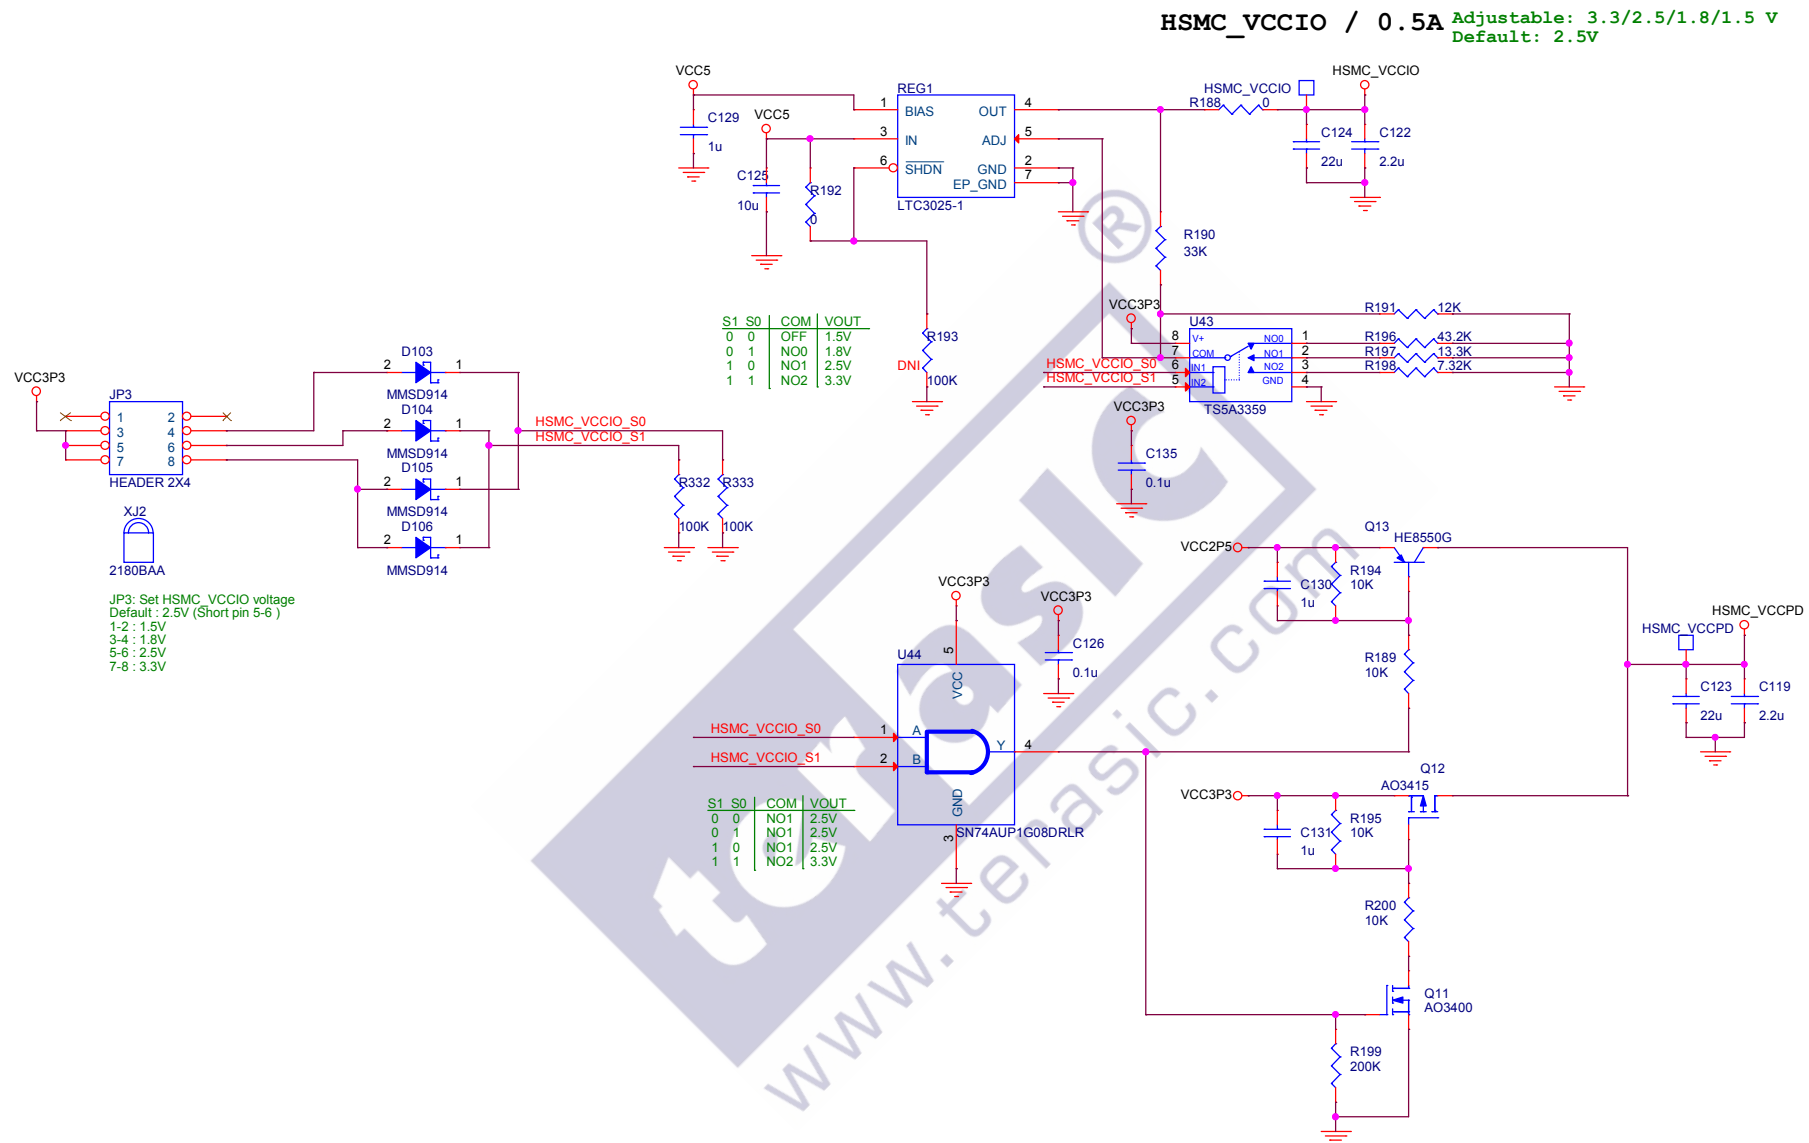 HSMC_VCCIO / 0.5A
Adjustable: 3.3/2.5/1.8/1.5 V
Default: 2.5V
VCC5
C129
1u
VCC5
C125
10u
R192
0
REG1
1 BIAS OUT 4
3 IN ADJ 5
6 SHDN GND 2
EP_GND 7
LTC3025-1
R188 0
HSMC_VCCIO
HSMC_VCCIO
C124
22u
C122
2.2u
R190
33K
R193
DNI
100K
S1 S0 COM VOUT
0 0 OFF 1.5V
0 1 NO0 1.8V
1 0 NO1 2.5V
1 1 NO2 3.3V
VCC3P3
U43
8 V+ NO0 1
7 COM NO1 2
6 IN1 NO2 3
5 IN2 GND 4
TS5A3359
HSMC_VCCIO_S0
HSMC_VCCIO_S1
R191 12K
R196 43.2K
R197 13.3K
R198 7.32K
VCC3P3
C135
0.1u
VCC3P3
JP3
1 2
3 4
5 6
7 8
HEADER 2X4
XJ2
2180BAA
JP3: Set HSMC_VCCIO voltage
Default : 2.5V (Short pin 5-6 )
1-2 : 1.5V
3-4 : 1.8V
5-6 : 2.5V
7-8 : 3.3V
D103
2 1
MMSD914
D104
2 1
MMSD914
D105
2 1
MMSD914
D106
2 1
MMSD914
HSMC_VCCIO_S0
HSMC_VCCIO_S1
R332
100K
R333
100K
VCC3P3
VCC3P3
C126
0.1u
U44
5
VCC
HSMC_VCCIO_S0 1 A
HSMC_VCCIO_S1 2 B
Y 4
GND
3
SN74AUP1G08DRLR
S1 S0 COM VOUT
0 0 NO1 2.5V
0 1 NO1 2.5V
1 0 NO1 2.5V
1 1 NO2 3.3V
Q13
HE8550G
VCC2P5
C130
1u
R194
10K
R189
10K
HSMC_VCCPD
HSMC_VCCPD
C123
22u
C119
2.2u
Q12
AO3415
VCC3P3
C131
1u
R195
10K
R200
10K
Q11
AO3400
R199
200K
terasic ®
www.terasic.com